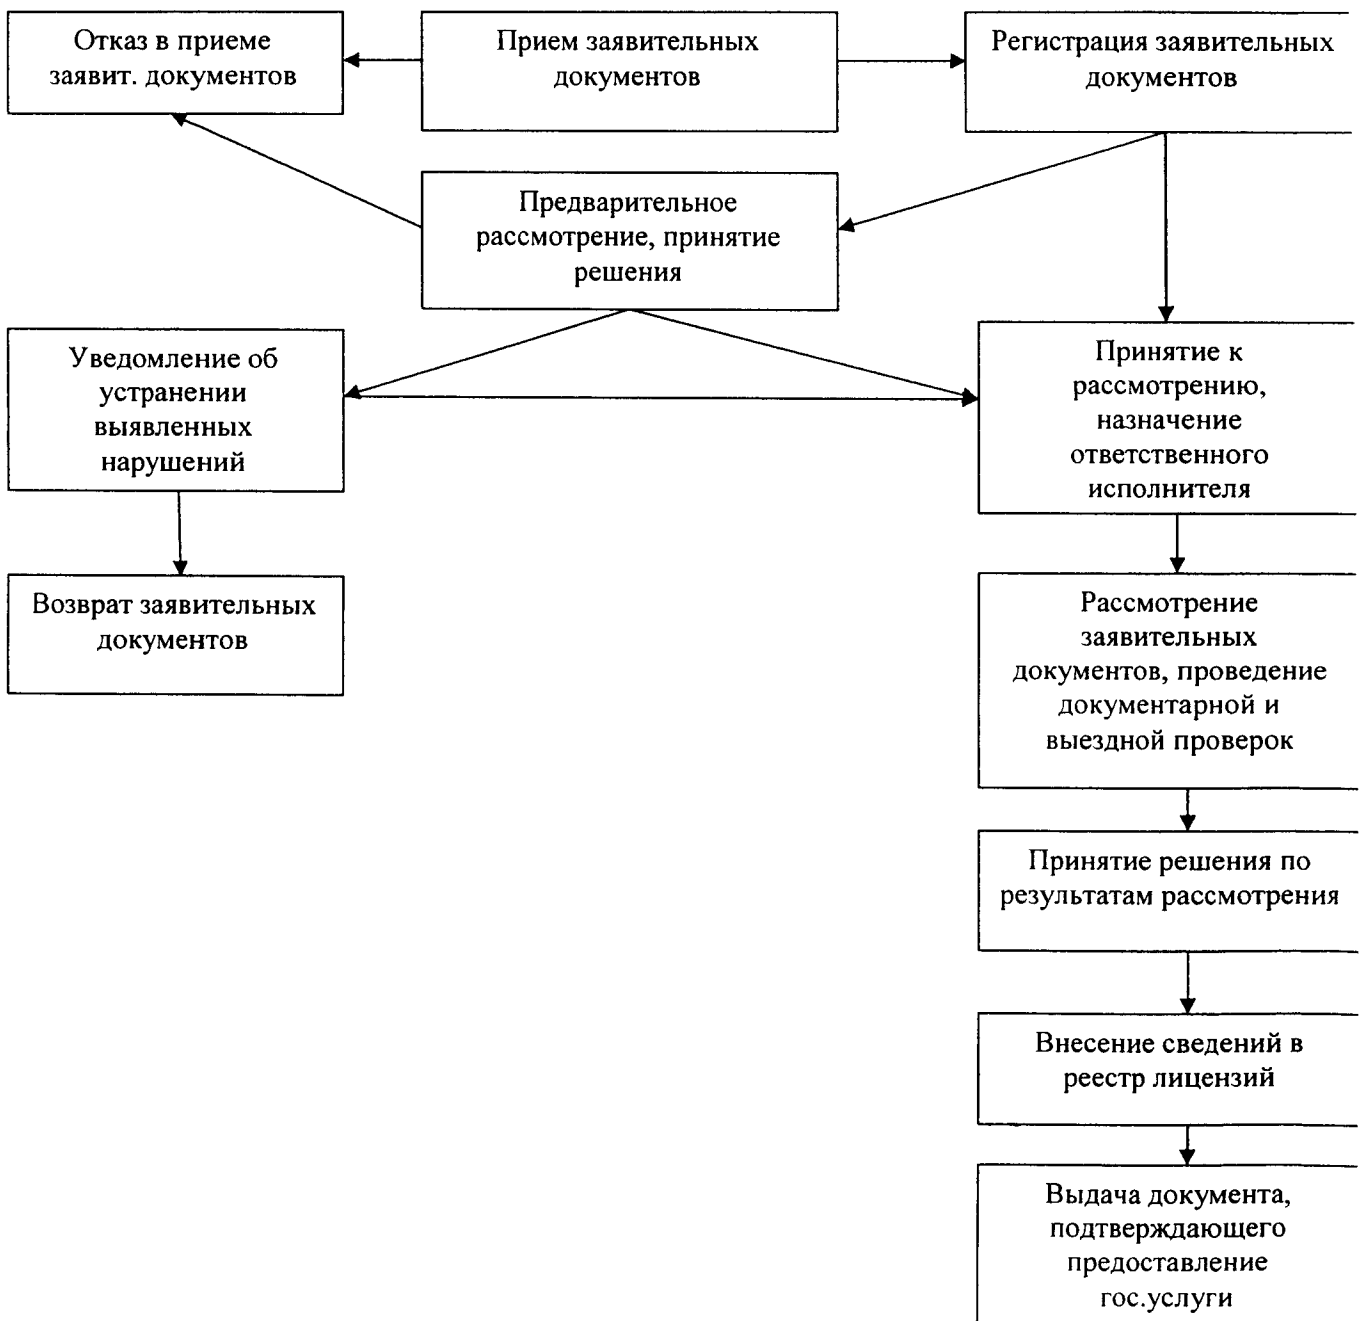 Отказ в приеме
заявит. документов
Прием заявительных
документов
Регистрация заявительных
документов
Предварительное
рассмотрение, принятие
решения
Уведомление об
устранении
выявленных
нарушений
Принятие к
рассмотрению,
назначение
ответственного
исполнителя
Возврат заявительных
документов
Рассмотрение
заявительных
документов, проведение
документарной и
выездной проверок
Принятие решения по
результатам рассмотрения
Внесение сведений в
реестр лицензий
Выдача документа,
подтверждающего
предоставление
гос.услуги